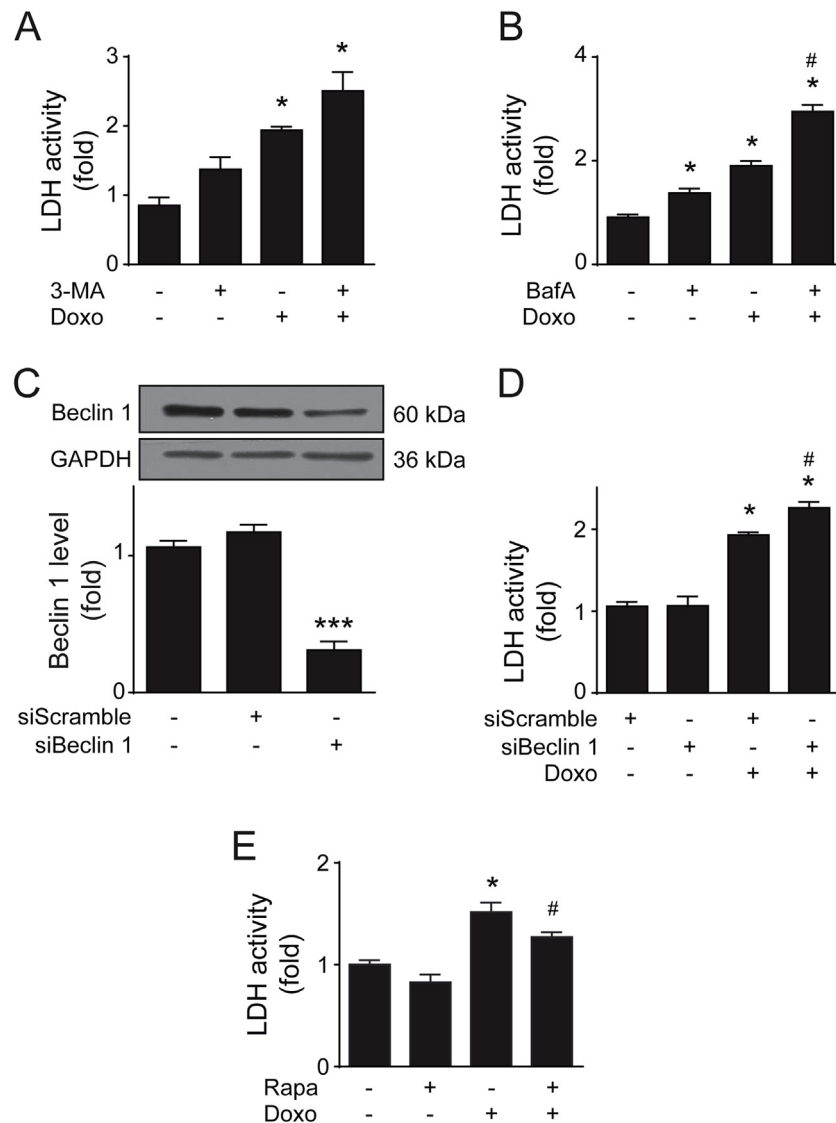 A
LDH activity
(fold)
3
2
1
0
*
*
3-MA - + - +
Doxo - - + +
B
LDH activity
(fold)
4
2
0
*
*
#
*
BafA - + - +
Doxo - - + +
C
Beclin 1 60 kDa
GAPDH 36 kDa
Beclin 1 level
(fold)
1
0
***
siScramble - + -
siBeclin 1 - - +
D
LDH activity
(fold)
2
1
0
*
#
*
siScramble + - + -
siBeclin 1 - + - +
Doxo - - + +
E
LDH activity
(fold)
2
1
0
*
#
Rapa - + - +
Doxo - - + +